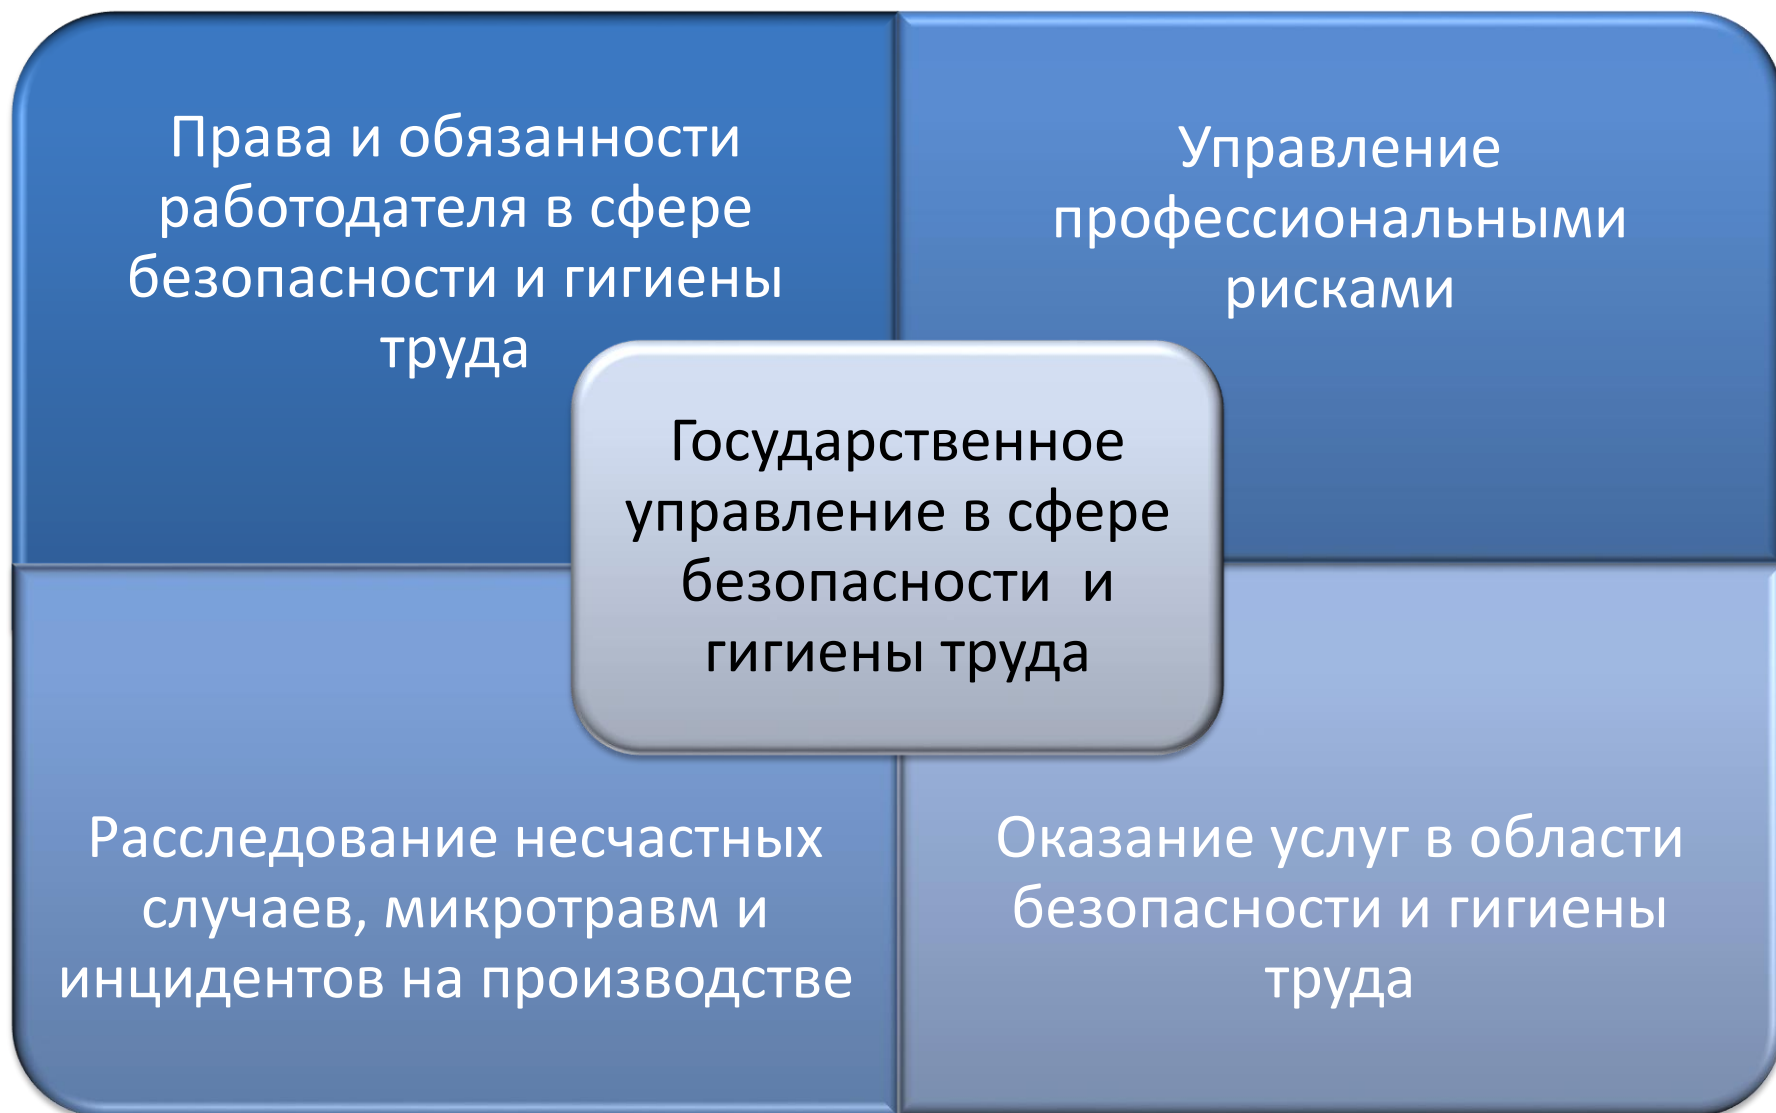 Права и обязанности
работодателя в сфере
безопасности и гигиены
труда
Управление
профессиональными
рисками
Государственное
управление в сфере
безопасности  и
гигиены труда
Расследование несчастных
случаев, микротравм и
инцидентов на производстве
Оказание услуг в области
безопасности и гигиены
труда